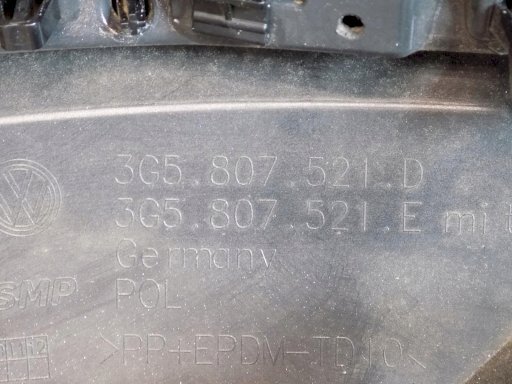 3G5.807.521.D
3G5.807.521.E mit
Germany
SMP POL
>PP+EPDM-TD10<